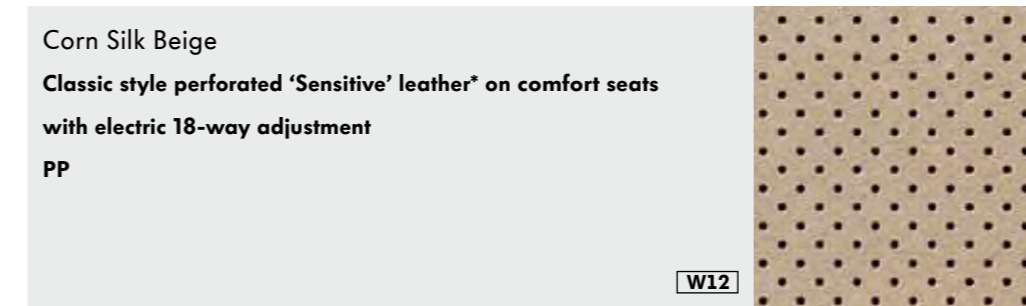 Corn Silk Beige
Classic style perforated ‘Sensitive’ leather* on comfort seats
with electric 18-way adjustment
PP
W12